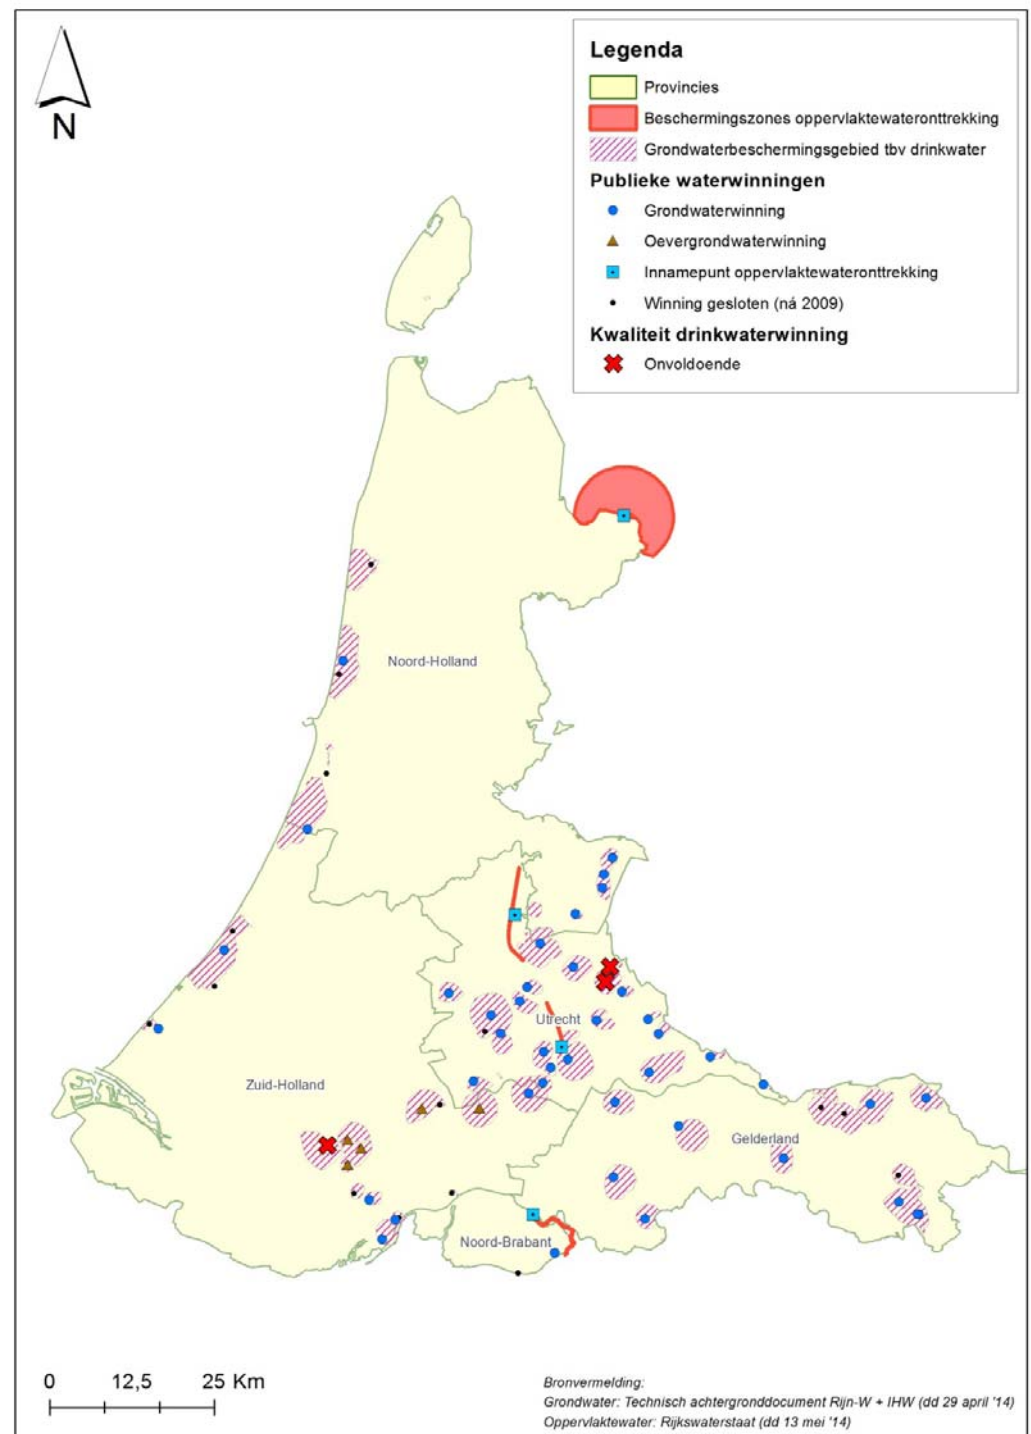 N
Legenda
Provincies
Beschermingszones oppervlaktewateronttrekking
Grondwaterbeschermingsgebied tbv drinkwater
Publieke waterwinningen
Grondwaterwinning
Oevergrondwaterwinning
Innamepunt oppervlaktewateronttrekking
Winning gesloten (ná 2009)
Kwaliteit drinkwaterwinning
Onvoldoende
Noord-Holland
Utrecht
Zuid-Holland
Gelderland
Noord-Brabant
0 12,5 25 Km
Bronvermelding:
Grondwater: Technisch achtergronddocument Rijn-W + IHW (dd 29 april '14)
Oppervlaktewater: Rijkswaterstaat (dd 13 mei '14)